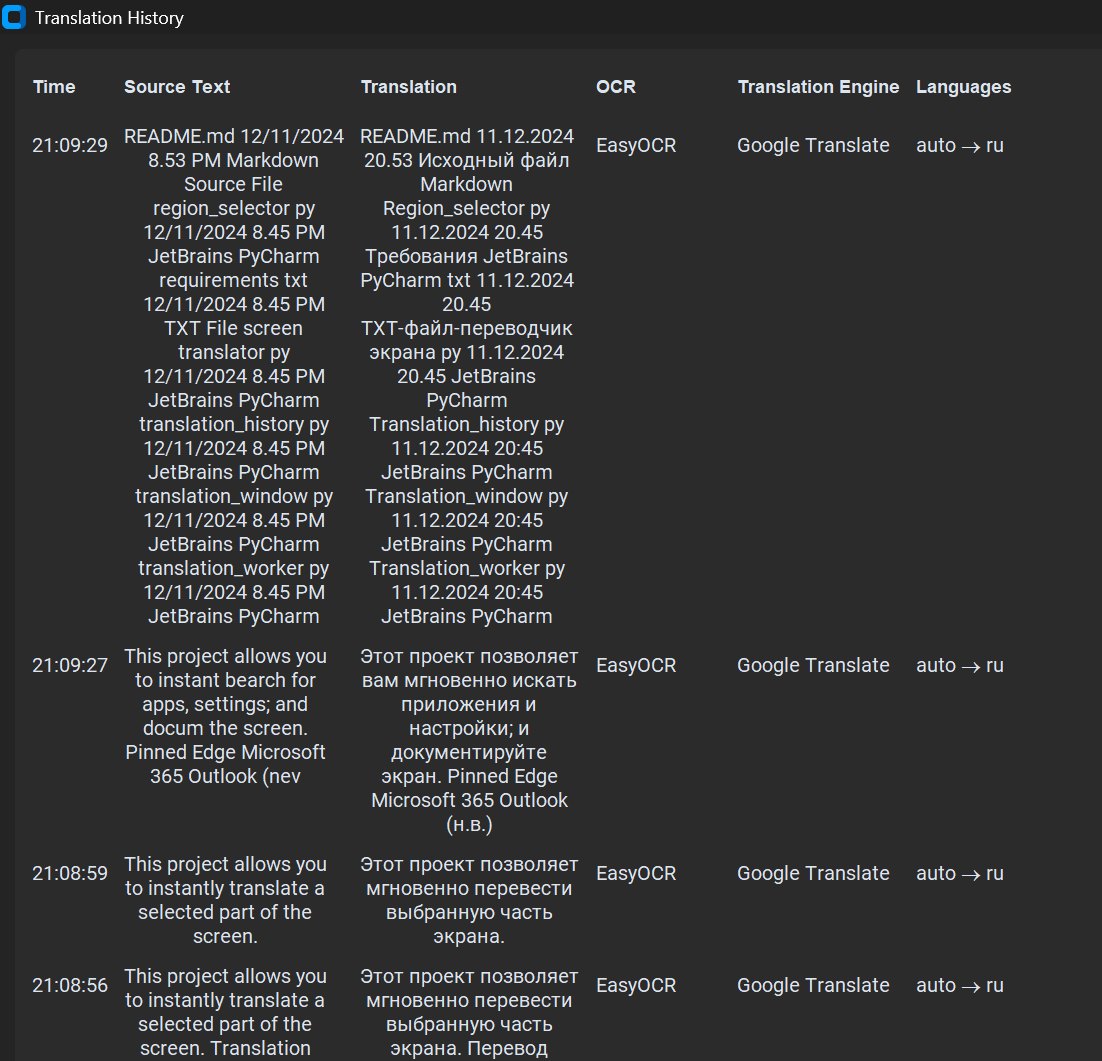 Translation History
Time Source Text Translation OCR Translation Engine Languages
21:09:29
README.md 12/11/2024
8.53 PM Markdown
Source File
region_selector py
12/11/2024 8.45 PM
JetBrains PyCharm
requirements txt
12/11/2024 8.45 PM
TXT File screen
translator py
12/11/2024 8.45 PM
JetBrains PyCharm
translation_history py
12/11/2024 8.45 PM
JetBrains PyCharm
translation_window py
12/11/2024 8.45 PM
JetBrains PyCharm
translation_worker py
12/11/2024 8.45 PM
JetBrains PyCharm
README.md 11.12.2024
20.53 Исходный файл
Markdown
Region_selector py
11.12.2024 20.45
Требования JetBrains
PyCharm txt 11.12.2024
20.45
TXT-файл-переводчик
экрана py 11.12.2024
20.45 JetBrains
PyCharm
Translation_history py
11.12.2024 20:45
JetBrains PyCharm
Translation_window py
11.12.2024 20:45
JetBrains PyCharm
Translation_worker py
11.12.2024 20:45
JetBrains PyCharm
EasyOCR
Google Translate
auto → ru
21:09:27
This project allows you
to instant bearch for
apps, settings; and
docum the screen.
Pinned Edge Microsoft
365 Outlook (nev
Этот проект позволяет
вам мгновенно искать
приложения и
настройки; и
документируйте
экран. Pinned Edge
Microsoft 365 Outlook
(н.в.)
EasyOCR
Google Translate
auto → ru
21:08:59
This project allows you
to instantly translate a
selected part of the
screen.
Этот проект позволяет
мгновенно перевести
выбранную часть
экрана.
EasyOCR
Google Translate
auto → ru
21:08:56
This project allows you
to instantly translate a
selected part of the
screen. Translation
Этот проект позволяет
мгновенно перевести
выбранную часть
экрана. Перевод
EasyOCR
Google Translate
auto → ru